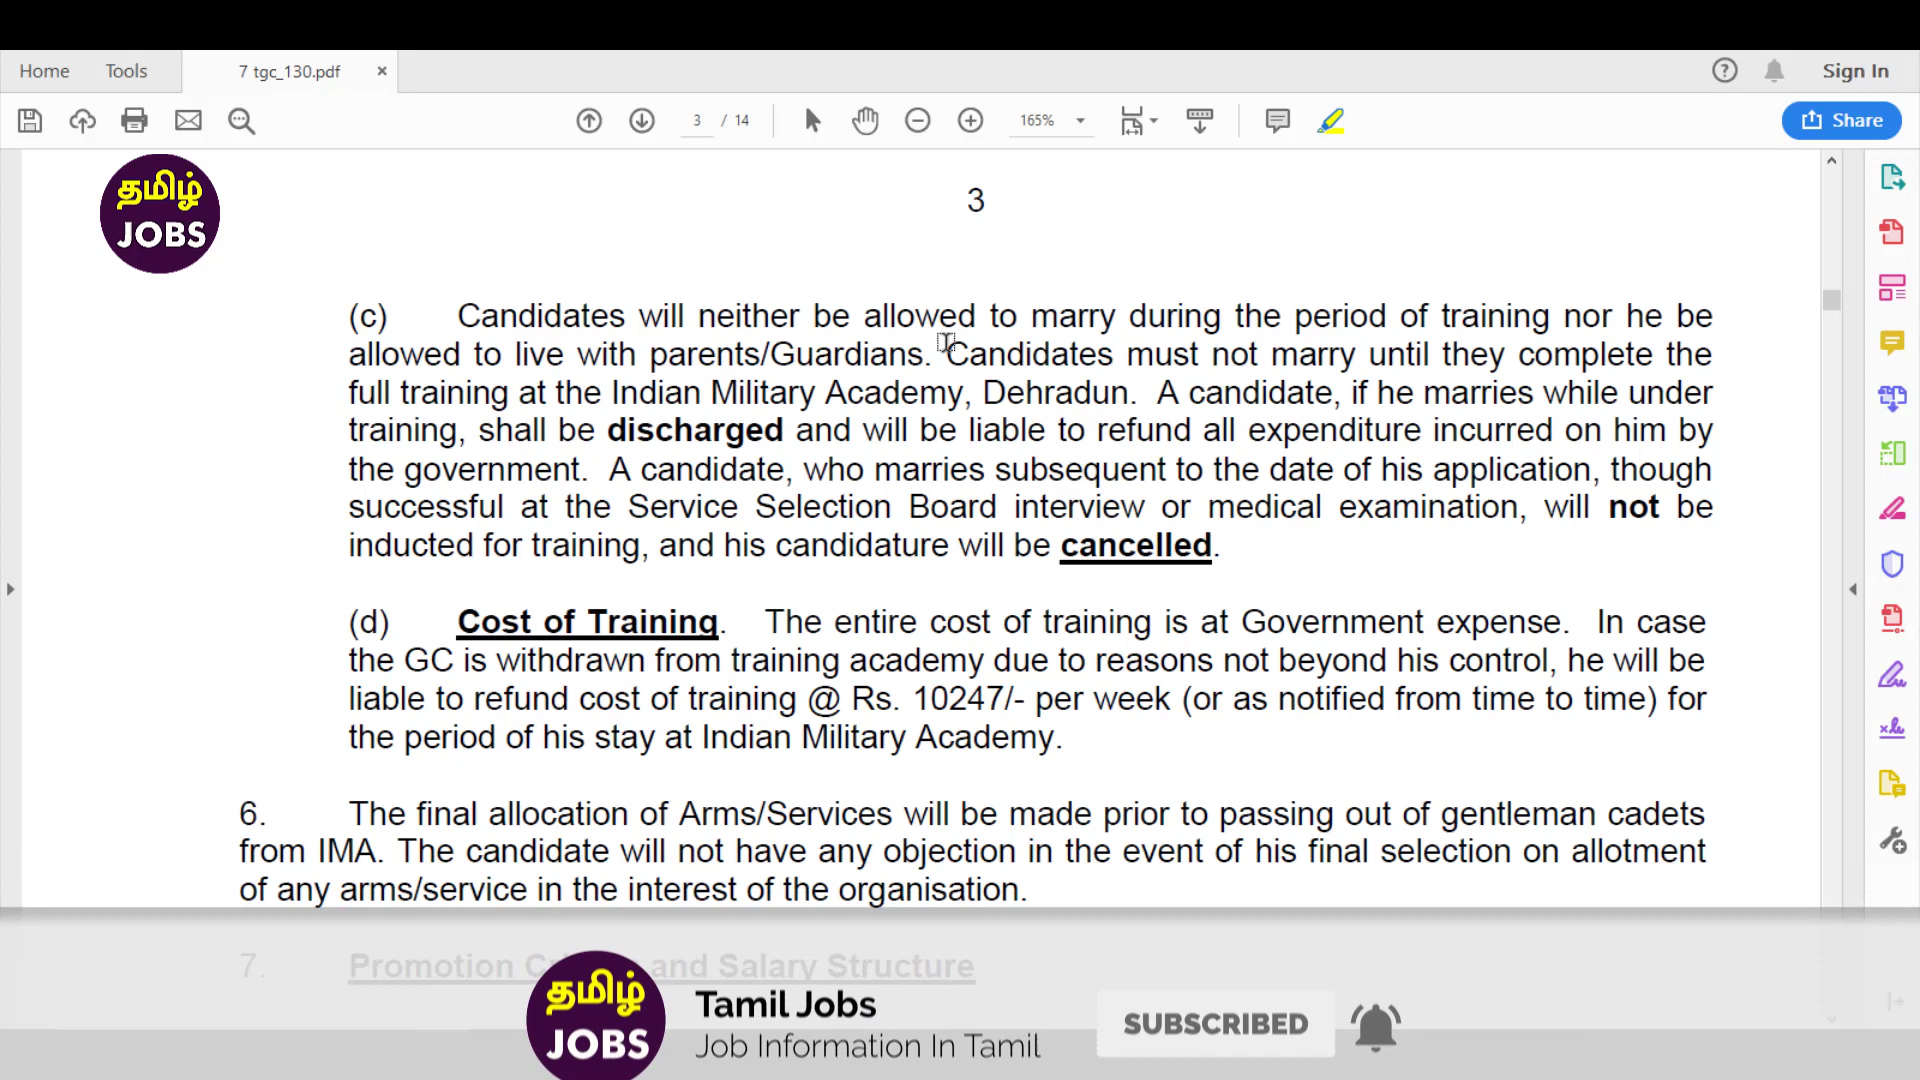 Home
Tools
7 tgc_130.pdf
Sign In
3 / 14
165%
Share
தமிழ்
JOBS
3
(c) Candidates will neither be allowed to marry during the period of training nor he be
allowed to live with parents/Guardians. Candidates must not marry until they complete the
full training at the Indian Military Academy, Dehradun. A candidate, if he marries while under
training, shall be discharged and will be liable to refund all expenditure incurred on him by
the government. A candidate, who marries subsequent to the date of his application, though
successful at the Service Selection Board interview or medical examination, will not be
inducted for training, and his candidature will be cancelled.
(d) Cost of Training. The entire cost of training is at Government expense. In case
the GC is withdrawn from training academy due to reasons not beyond his control, he will be
liable to refund cost of training @ Rs. 10247/- per week (or as notified from time to time) for
the period of his stay at Indian Military Academy.
6. The final allocation of Arms/Services will be made prior to passing out of gentleman cadets
from IMA. The candidate will not have any objection in the event of his final selection on allotment
of any arms/service in the interest of the organisation.
7. Promotion and Salary Structure
தமிழ்
JOBS
Tamil Jobs
Job Information In Tamil
SUBSCRIBED